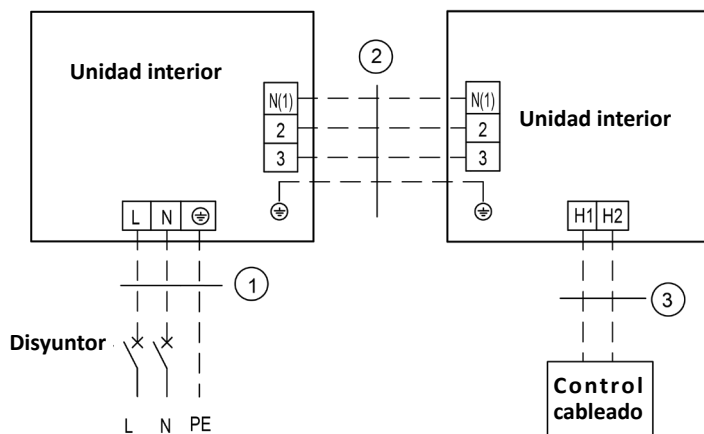 Unidad interior
N(1)
2
3
L N
2
N(1)
2
3
Unidad interior
H1 H2
1
3
Disyuntor
L N PE
Control
cableado